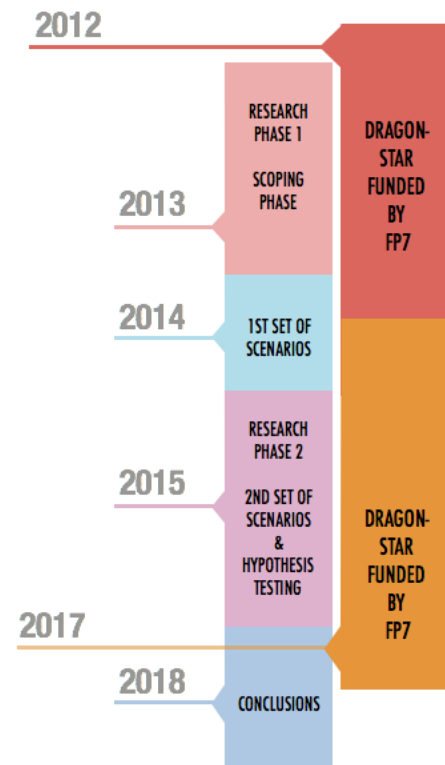 2012
RESEARCH
PHASE 1
SCOPING
PHASE
DRAGON-
STAR
FUNDED
BY
FP7
2013
2014
1ST SET OF
SCENARIOS
RESEARCH
PHASE 2
2ND SET OF
SCENARIOS
&
HYPOTHESIS
TESTING
2015
DRAGON-
STAR
FUNDED
BY
FP7
2017
2018
CONCLUSIONS